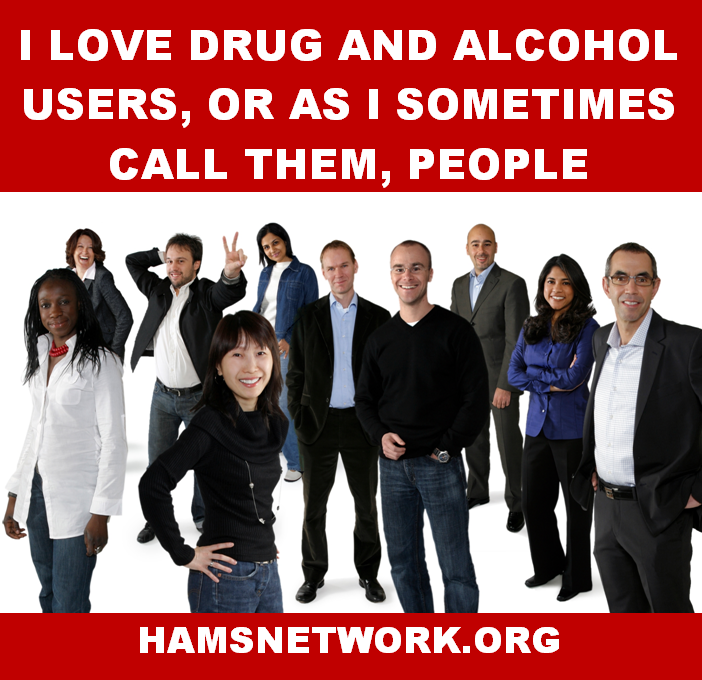 I LOVE DRUG AND ALCOHOL
USERS, OR AS I SOMETIMES
CALL THEM, PEOPLE
HAMSNETWORK.ORG